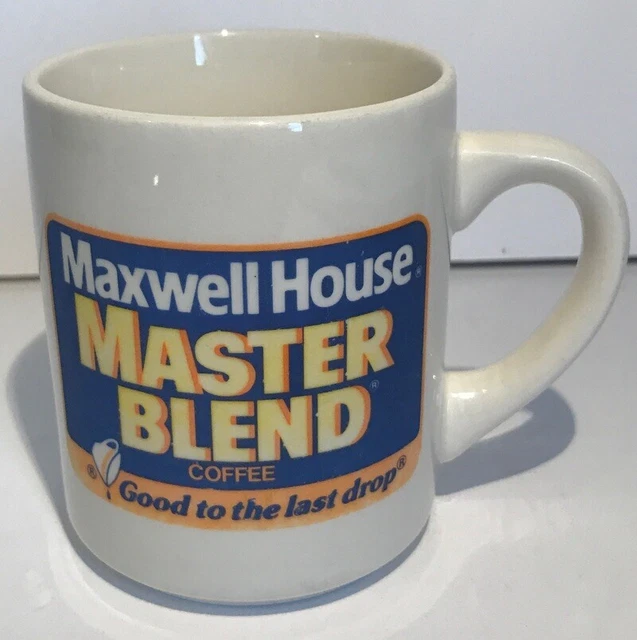 Maxwell House®
MASTER
BLEND®
COFFEE
® Good to the last drop®